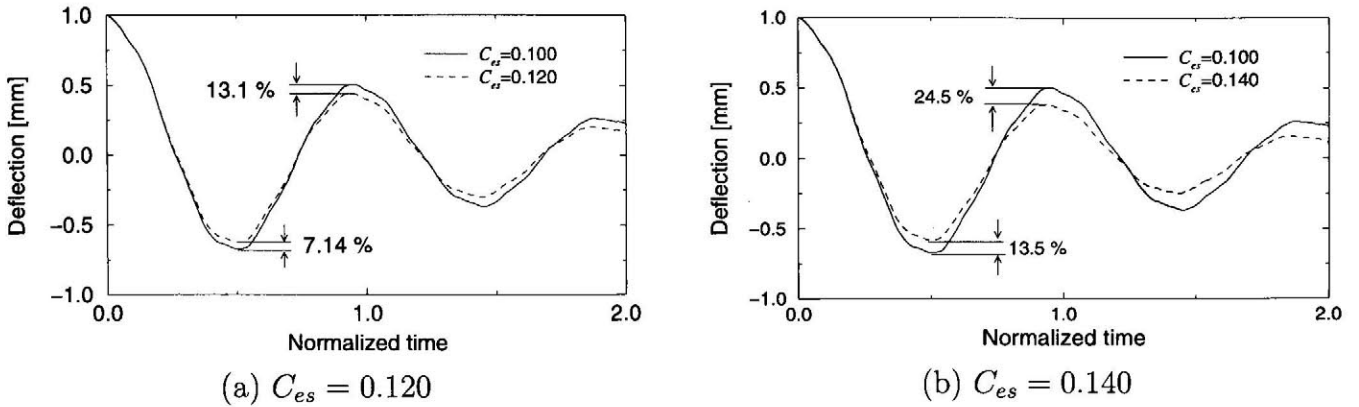 1.0
0.5
0.0
−0.5
−1.0
Deflection [mm]
0.0
1.0
2.0
Normalized time
C_es=0.100
C_es=0.120
13.1 %
7.14 %
(a) C_es = 0.120
1.0
0.5
0.0
−0.5
−1.0
Deflection [mm]
0.0
1.0
2.0
Normalized time
C_es=0.100
C_es=0.140
24.5 %
13.5 %
(b) C_es = 0.140